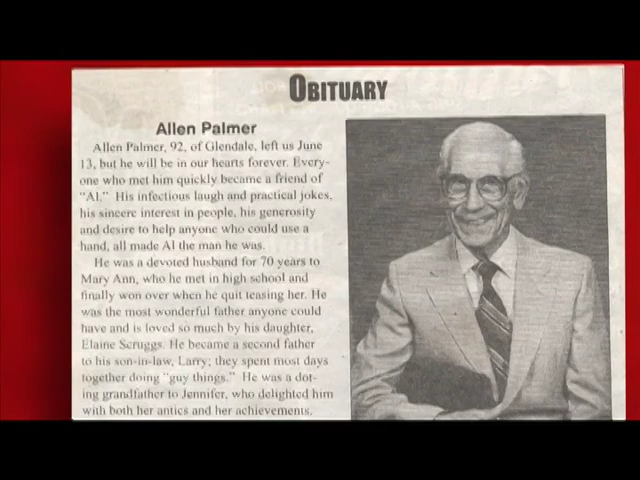 OBITUARY
Allen Palmer
Allen Palmer, 92, of Glendale, left us June
13, but he will be in our hearts forever. Every-
one who met him quickly became a friend of
"Al." His infectious laugh and practical jokes,
his sincere interest in people, his generosity
and desire to help anyone who could use a
hand, all made Al the man he was.
He was a devoted husband for 70 years to
Mary Ann, who he met in high school and
finally won over when he quit teasing her. He
was the most wonderful father anyone could
have and is loved so much by his daughter,
Elaine Scruggs. He became a second father
to his son-in-law, Larry; they spent most days
together doing "guy things." He was a dot-
ing grandfather to Jennifer, who delighted him
with both her antics and her achievements.